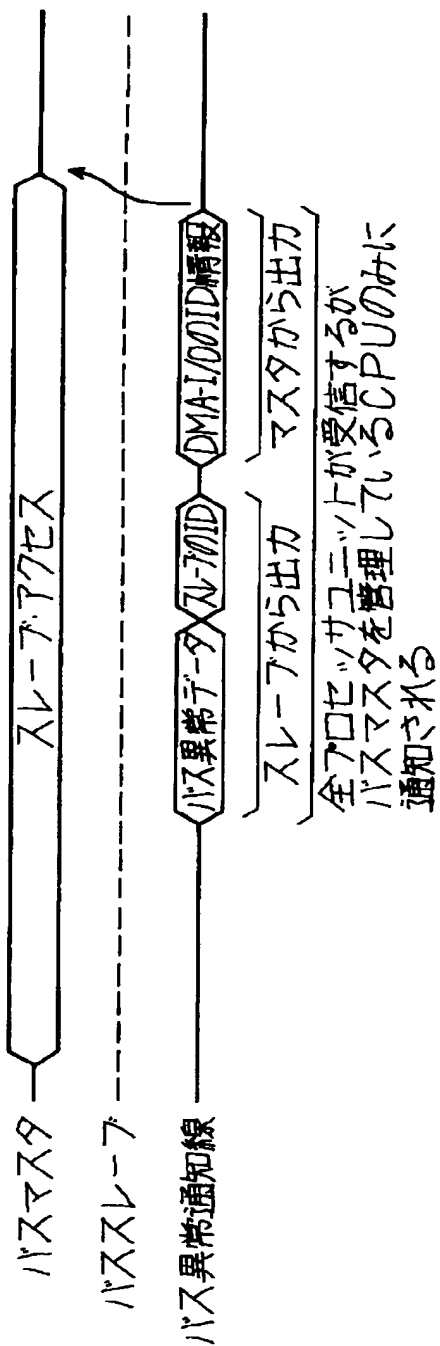 バスマスタ
スレーブ・アクセス
バススレーブ
バス異常通知線
バス異常データ
スレーブのID
DMA-I/OのID情報
スレーブから出力
マスタから出力
全プロセッサユニットが受信するが
バスマスタを管理しているCPUのみに
通知される